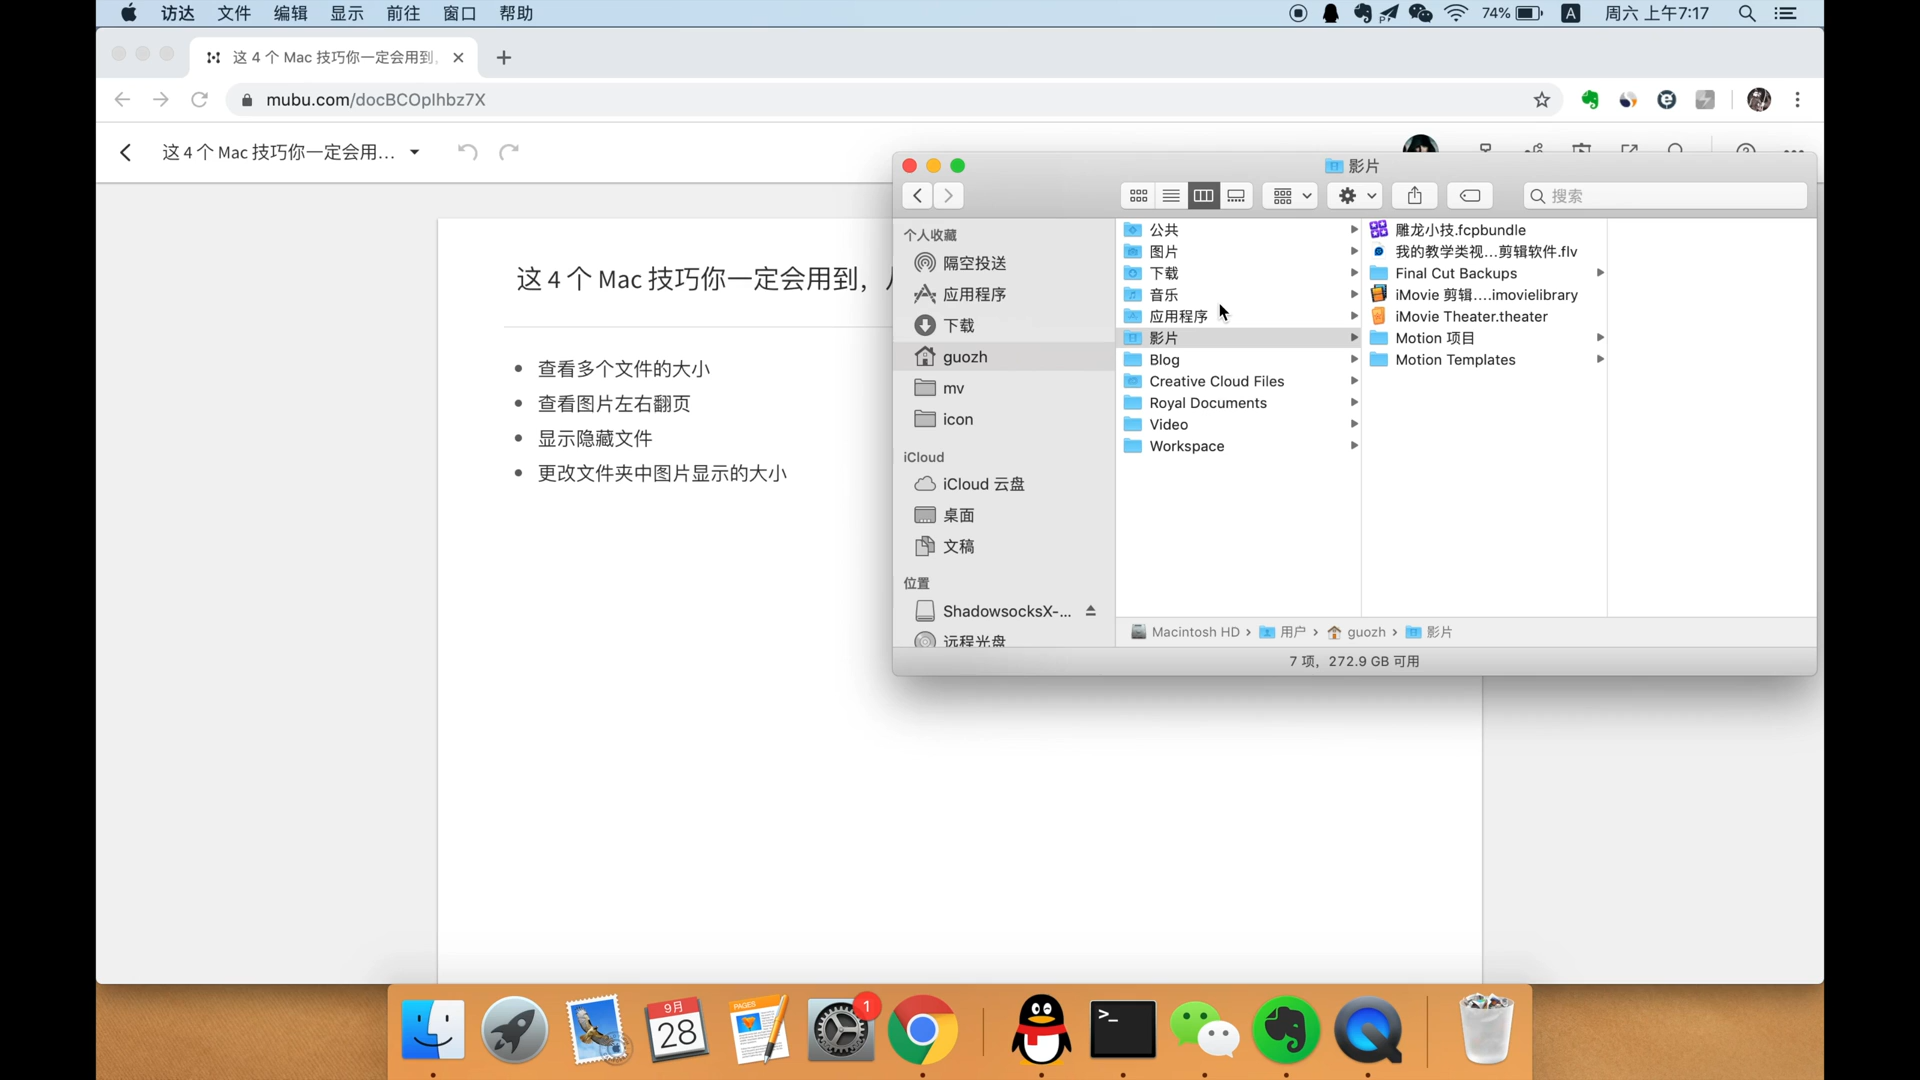 访达 文件 编辑 显示 前往 窗口 帮助
74% A 周六 上午7:17
这 4 个 Mac 技巧你一定会用到,
mubu.com/docBCOplhbz7X
这 4 个 Mac 技巧你一定会用...
这 4 个 Mac 技巧你一定会用到,
查看多个文件的大小
查看图片左右翻页
显示隐藏文件
更改文件夹中图片显示的大小
影片
搜索
个人收藏
隔空投送
应用程序
下载
guozh
mv
icon
iCloud
iCloud 云盘
桌面
文稿
位置
ShadowsocksX-...
远程光盘
公共
图片
下载
音乐
应用程序
影片
Blog
Creative Cloud Files
Royal Documents
Video
Workspace
雕龙小技.fcpbundle
我的教学类视...剪辑软件.flv
Final Cut Backups
iMovie 剪辑....imovielibrary
iMovie Theater.theater
Motion 项目
Motion Templates
Macintosh HD › 用户 › guozh › 影片
7 项, 272.9 GB 可用
9月
28
PAGES
1
>_